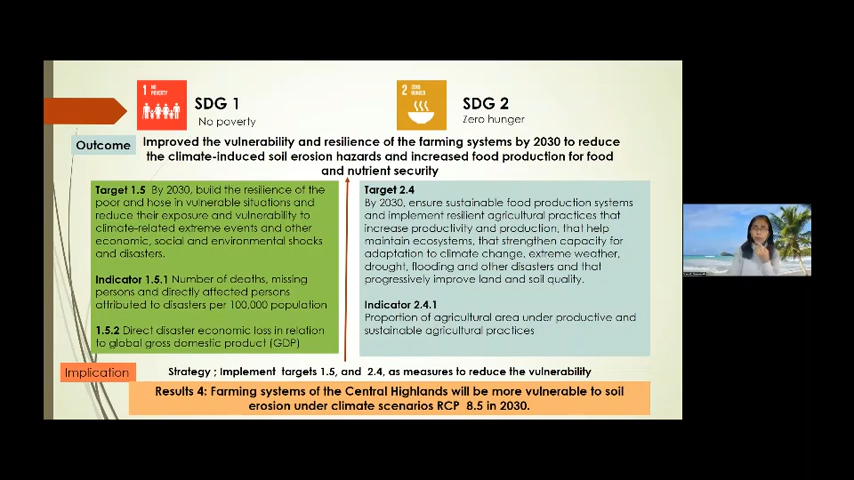 1 NO POVERTY
SDG 1
No poverty
2 ZERO HUNGER
SDG 2
Zero hunger
Outcome
Improved the vulnerability and resilience of the farming systems by 2030 to reduce
the climate-induced soil erosion hazards and increased food production for food
and nutrient security
Target 1.5 By 2030, build the resilience of the
poor and hose in vulnerable situations and
reduce their exposure and vulnerability to
climate-related extreme events and other
economic, social and environmental shocks
and disasters.
Indicator 1.5.1 Number of deaths, missing
persons and directly affected persons
attributed to disasters per 100,000 population
1.5.2 Direct disaster economic loss in relation
to global gross domestic product (GDP)
Target 2.4
By 2030, ensure sustainable food production systems
and implement resilient agricultural practices that
increase productivity and production, that help
maintain ecosystems, that strengthen capacity for
adaptation to climate change, extreme weather,
drought, flooding and other disasters and that
progressively improve land and soil quality.
Indicator 2.4.1
Proportion of agricultural area under productive and
sustainable agricultural practices
Implication
Strategy ; Implement targets 1.5, and 2.4, as measures to reduce the vulnerability
Results 4: Farming systems of the Central Highlands will be more vulnerable to soil
erosion under climate scenarios RCP 8.5 in 2030.